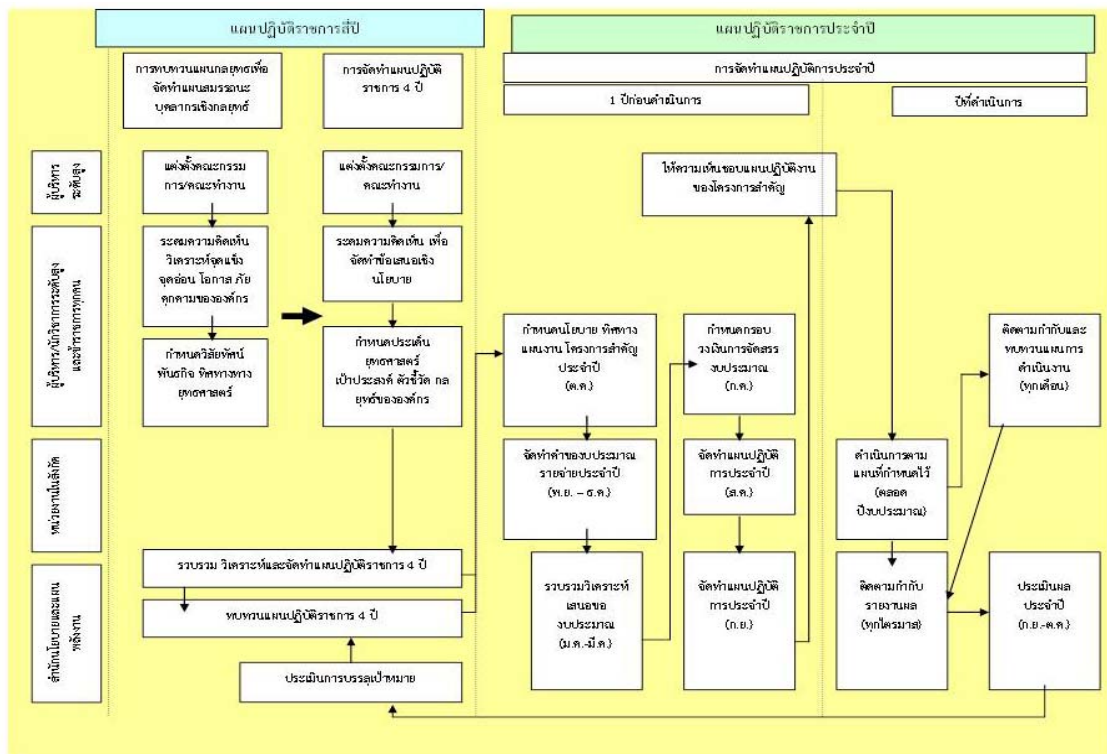 แผนปฏิบัติราชการสี่ปี
แผนปฏิบัติราชการประจำปี
การทบทวนแผนกลยุทธเพื่อ
จัดทำแผนสมรรถนะ
บุคลากรเชิงกลยุทธ์
การจัดทำแผนปฏิบัติ
ราชการ 4 ปี
การจัดทำแผนปฏิบัติการประจำปี
1 ปีก่อนดำเนินการ
ปีที่ดำเนินการ
ผู้บริหาร
ระดับสูง
แต่งตั้งคณะกรรม
การ/คณะทำงาน
แต่งตั้งคณะกรรมการ/
คณะทำงาน
ให้ความเห็นชอบแผนปฏิบัติงาน
ของโครงการสำคัญ
ผู้บริหาร/นักวิชาการระดับสูง
และข้าราชการทุกคน
ระดมความคิดเห็น
วิเคราะห์จุดแข็ง
จุดอ่อน โอกาส ภัย
คุกคามขององค์กร
ระดมความคิดเห็น เพื่อ
จัดทำข้อเสนอเชิง
นโยบาย
กำหนดวิสัยทัศน์
พันธกิจ ทิศทางทาง
ยุทธศาสตร์
กำหนดประเด็น
ยุทธศาสตร์
เป้าประสงค์ ตัวชี้วัด กล
ยุทธ์ขององค์กร
กำหนดนโยบาย ทิศทาง
แผนงาน โครงการสำคัญ
ประจำปี
(ต.ค.)
กำหนดกรอบ
วงเงินการจัดสรร
งบประมาณ
(ก.ค.)
ติดตามกำกับและ
ทบทวนแผนการ
ดำเนินงาน
(ทุกเดือน)
หน่วยงานในสังกัด
จัดทำคำของบประมาณ
รายจ่ายประจำปี
(พ.ย. – ธ.ค.)
จัดทำแผนปฏิบัติ
การประจำปี
(ส.ค.)
ดำเนินการตาม
แผนที่กำหนดไว้
(ตลอด
ปีงบประมาณ)
สำนักนโยบายและแผน
พลังงาน
รวบรวม วิเคราะห์และจัดทำแผนปฏิบัติราชการ 4 ปี
ทบทวนแผนปฏิบัติราชการ 4 ปี
ประเมินการบรรลุเป้าหมาย
รวบรวมวิเคราะห์
เสนอขอ
งบประมาณ
(ม.ค.-มี.ค.)
จัดทำแผนปฏิบัติ
การประจำปี
(ก.ย.)
ติดตามกำกับ
รายงานผล
(ทุกไตรมาส)
ประเมินผล
ประจำปี
(ก.ย.-ต.ค.)